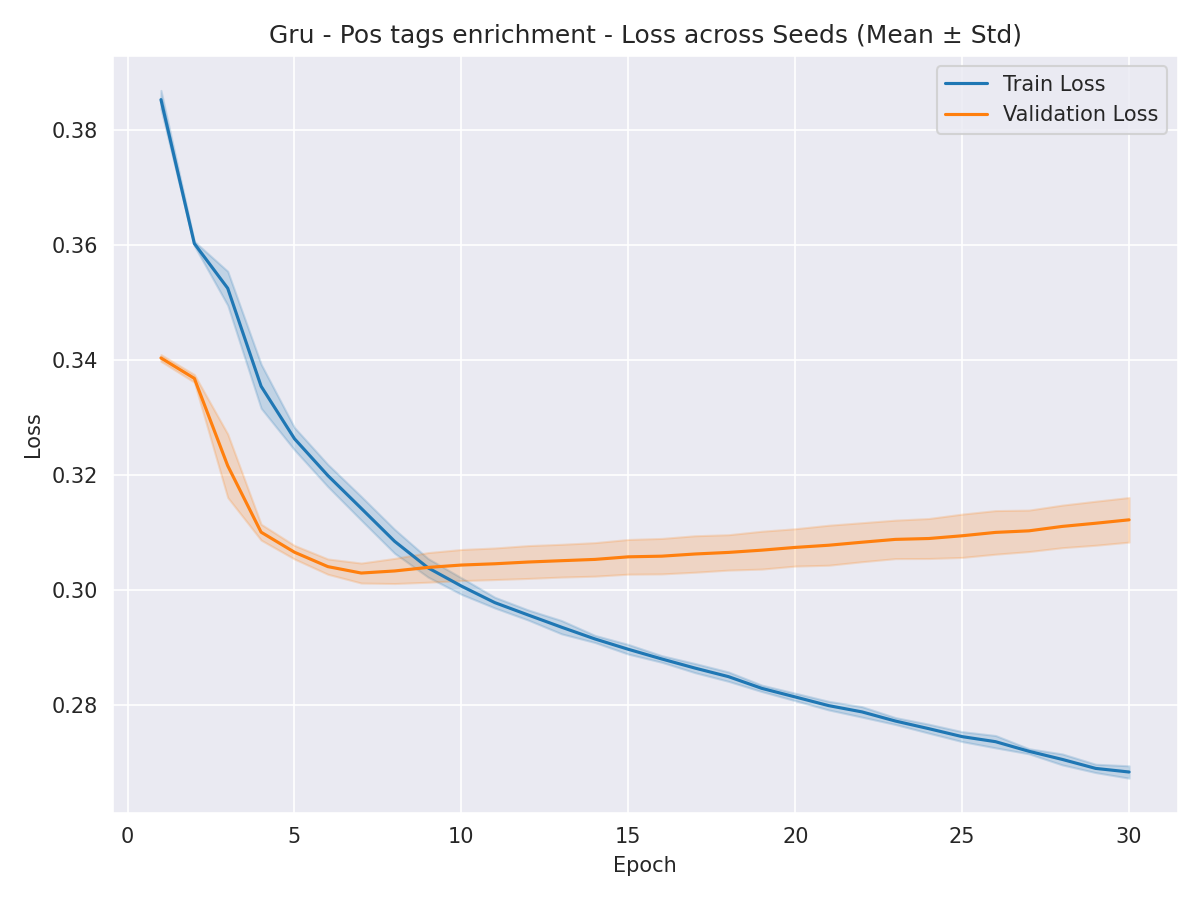 Gru - Pos tags enrichment - Loss across Seeds (Mean ± Std)
Train Loss
Validation Loss
0.38
0.36
0.34
0.32
0.30
0.28
Loss
0 5 10 15 20 25 30
Epoch